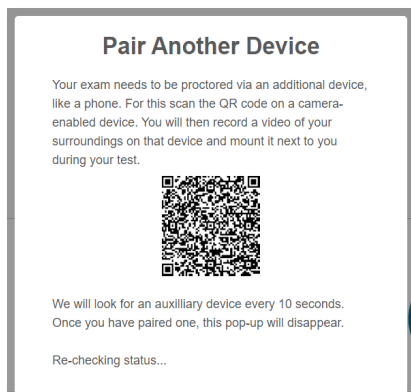 Pair Another Device
Your exam needs to be proctored via an additional device,
like a phone. For this scan the QR code on a camera-
enabled device. You will then record a video of your
surroundings on that device and mount it next to you
during your test.
We will look for an auxilliary device every 10 seconds.
Once you have paired one, this pop-up will disappear.
Re-checking status...